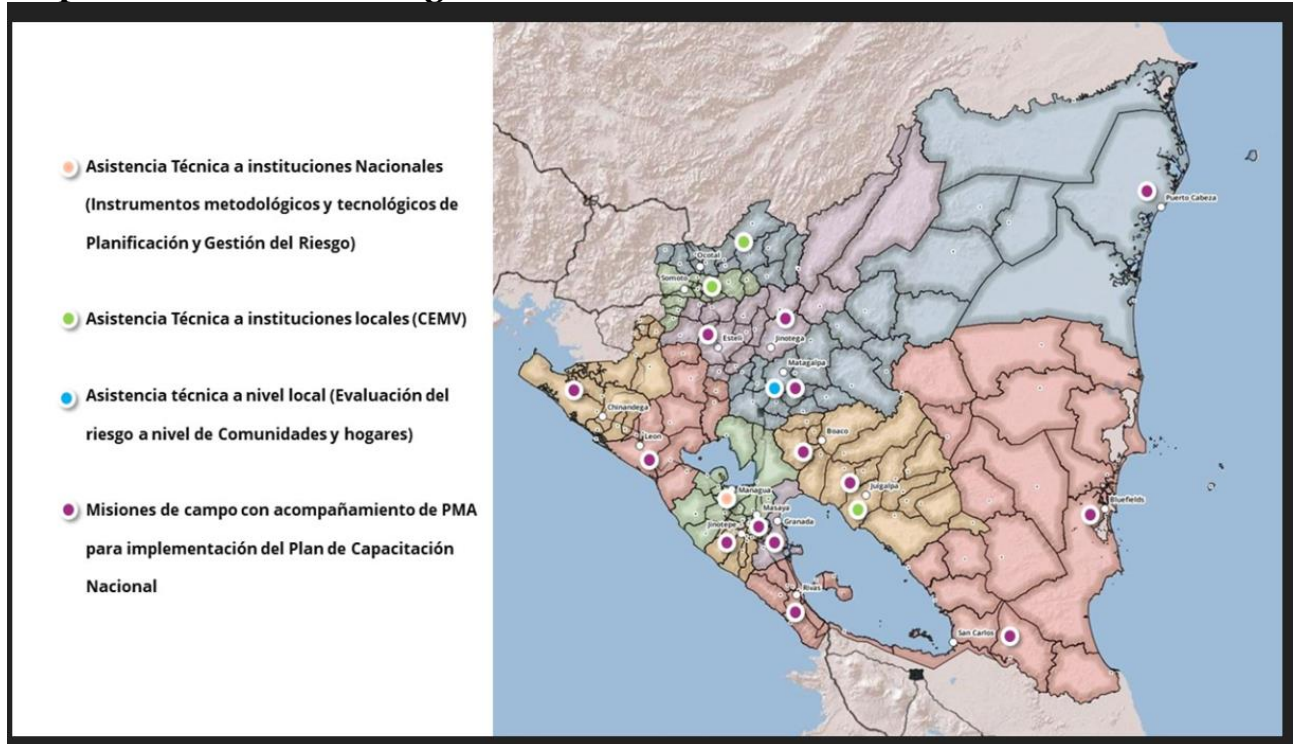 Asistencia Técnica a instituciones Nacionales
(Instrumentos metodológicos y tecnológicos de
Planificación y Gestión del Riesgo)
Asistencia Técnica a instituciones locales (CEMV)
Asistencia técnica a nivel local (Evaluación del
riesgo a nivel de Comunidades y hogares)
Misiones de campo con acompañamiento de PMA
para implementación del Plan de Capacitación
Nacional
Puerto Cabeza
Ocotal
Somoto
Esteli
Jinotega
Matagalpa
Chinandega
Leon
Boaco
Juigalpa
Managua
Masaya
Granada
Jinotepe
Bluefields
Rivas
San Carlos